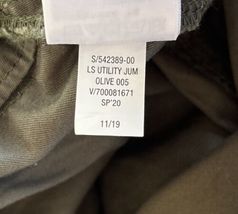 S/542389-00
LS UTILITY JUM
OLIVE 005
V/700081671
SP'20
11/19